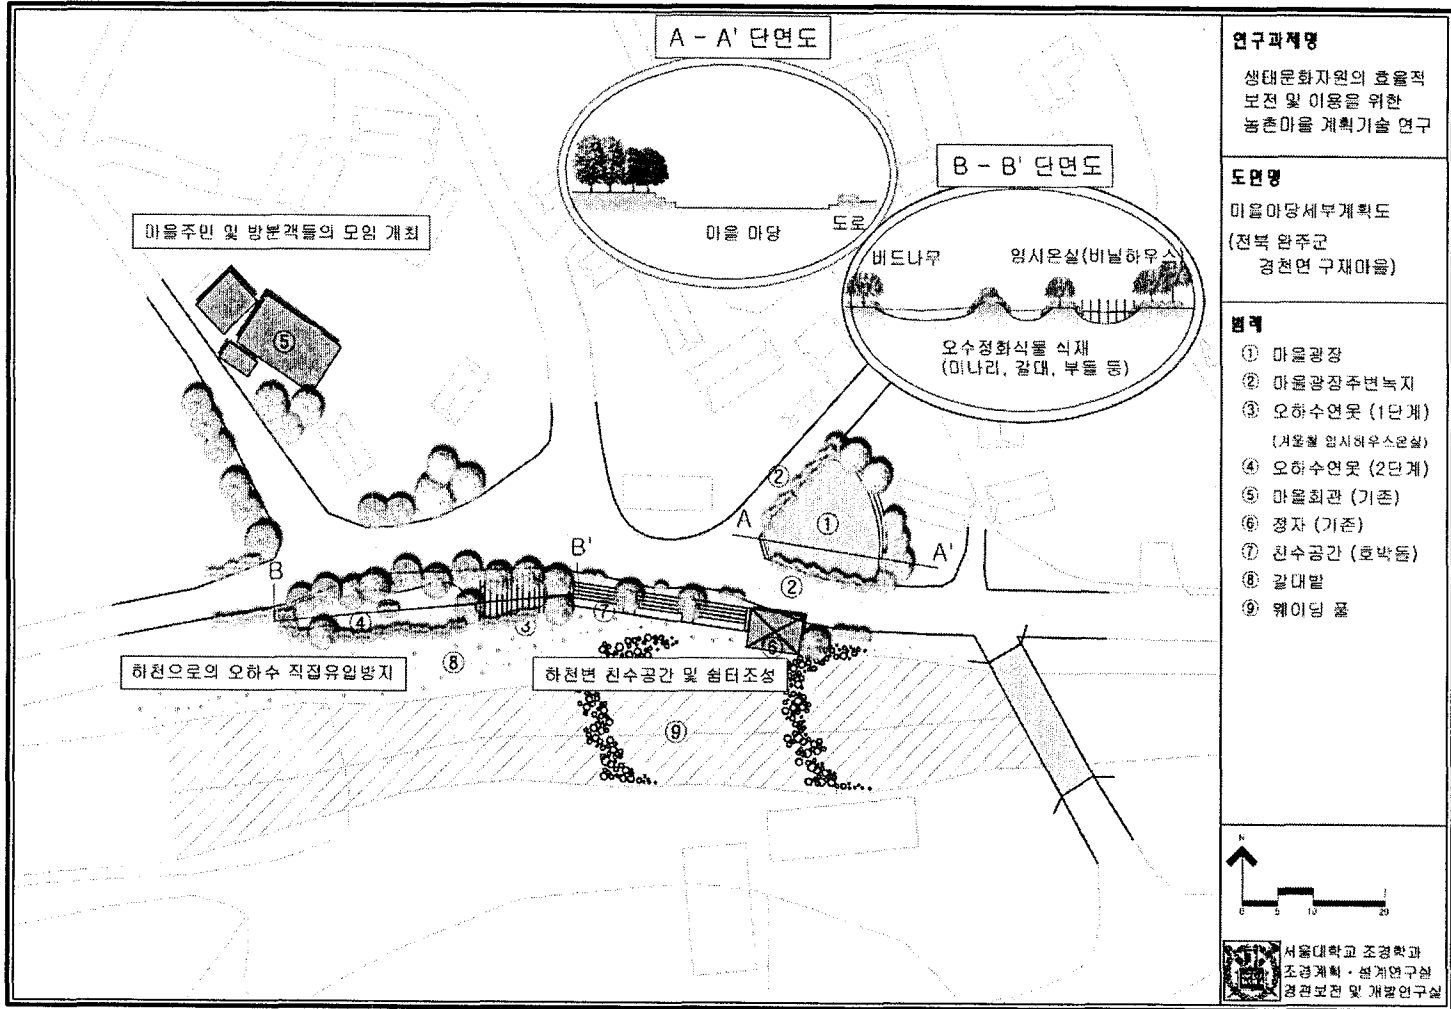 A - A' 단면도
마을 마당
도로
B - B' 단면도
버드나무
임시온실(비닐하우스)
오수정화식물 식재
(미나리, 갈대, 부들 등)
마을주민 및 방문객들의 모임 개최
⑤
②
①
A
A'
②
B
B'
④
③
⑦
⑥
⑧
하천으로의 오하수 직접유입방지
하천변 친수공간 및 쉼터조성
⑨
연구과제명
생태문화자원의 효율적
보전 및 이용을 위한
농촌마을 계획기술 연구
도면명
마을마당세부계획도
(전북 완주군
경천면 구재마을)
범례
① 마을광장
② 마을광장주변녹지
③ 오하수연못 (1단계)
(겨울철 임시하우스온실)
④ 오하수연못 (2단계)
⑤ 마을회관 (기존)
⑥ 정자 (기존)
⑦ 친수공간 (호박돌)
⑧ 갈대밭
⑨ 웨이딩 풀
N
0 5 10 20
서울대학교 조경학과
조경계획·설계연구실
경관보전 및 개발연구실